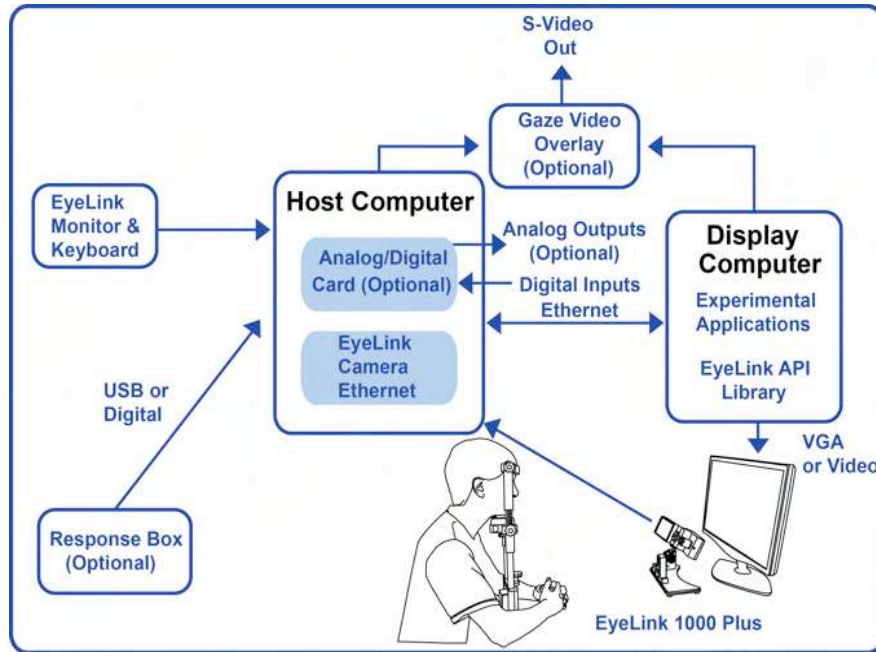 S-Video
Out
Gaze Video
Overlay
(Optional)
EyeLink
Monitor &
Keyboard
Host Computer
Analog/Digital
Card (Optional)
EyeLink
Camera
Ethernet
Analog Outputs
(Optional)
Digital Inputs
Ethernet
Display
Computer
Experimental
Applications
EyeLink API
Library
USB or
Digital
VGA
or Video
Response Box
(Optional)
EyeLink 1000 Plus